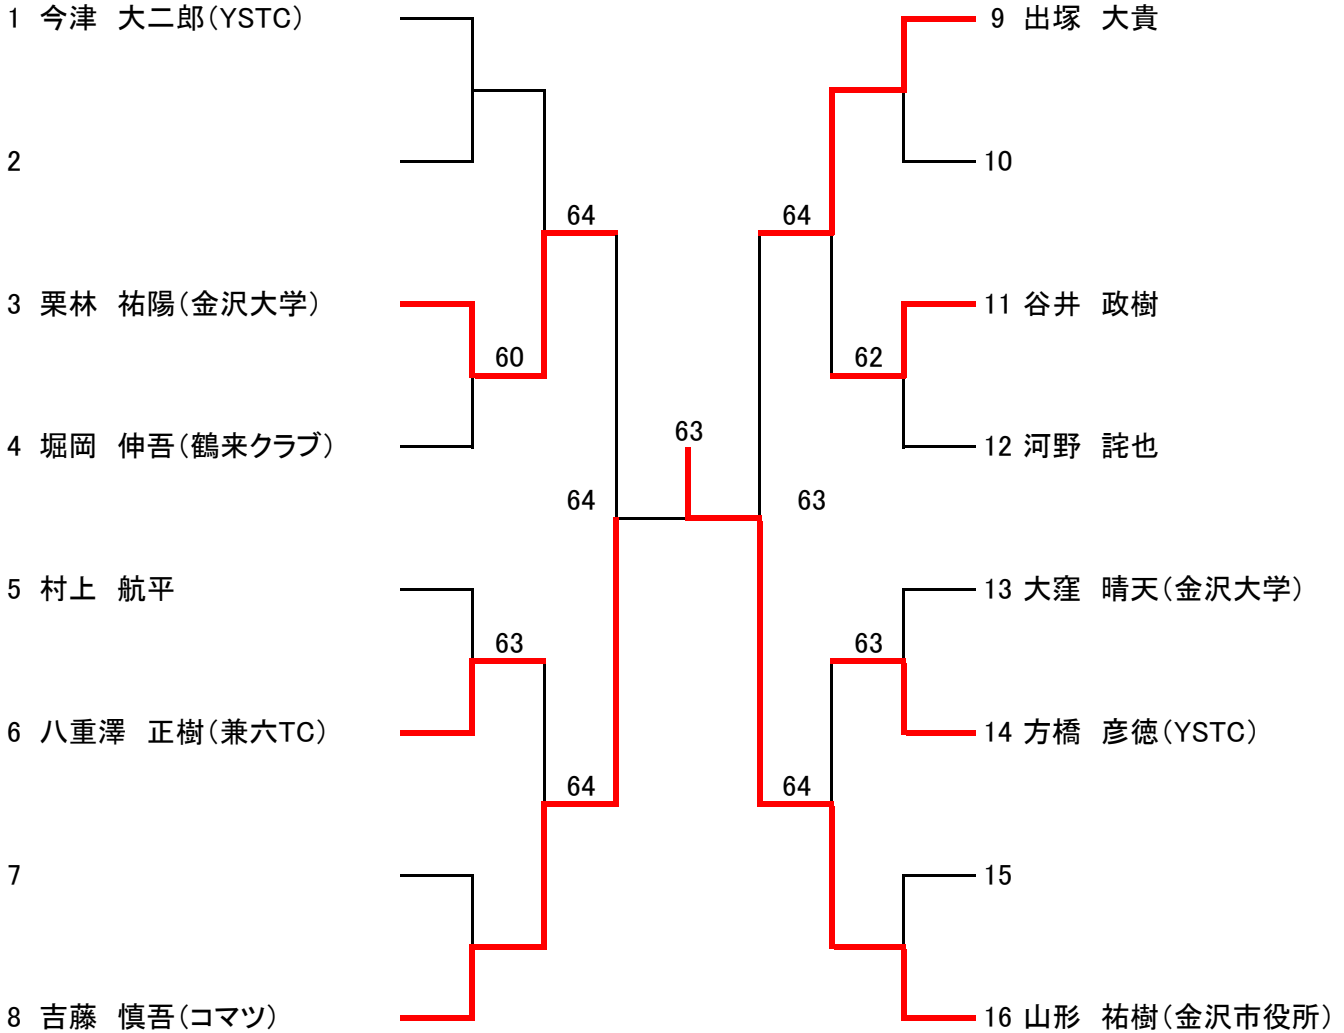 1 今津　大二郎（YSTC）
2
64
3 栗林　祐陽（金沢大学）
60
4 堀岡　伸吾（鶴来クラブ）
64
5 村上　航平
63
6 八重澤　正樹（兼六TC）
64
7
8 吉藤　慎吾（コマツ）
63
9 出塚　大貴
10
64
11 谷井　政樹
62
12 河野　詫也
63
13 大窪　晴天（金沢大学）
63
14 方橋　彦徳（YSTC）
64
15
16 山形　祐樹（金沢市役所）